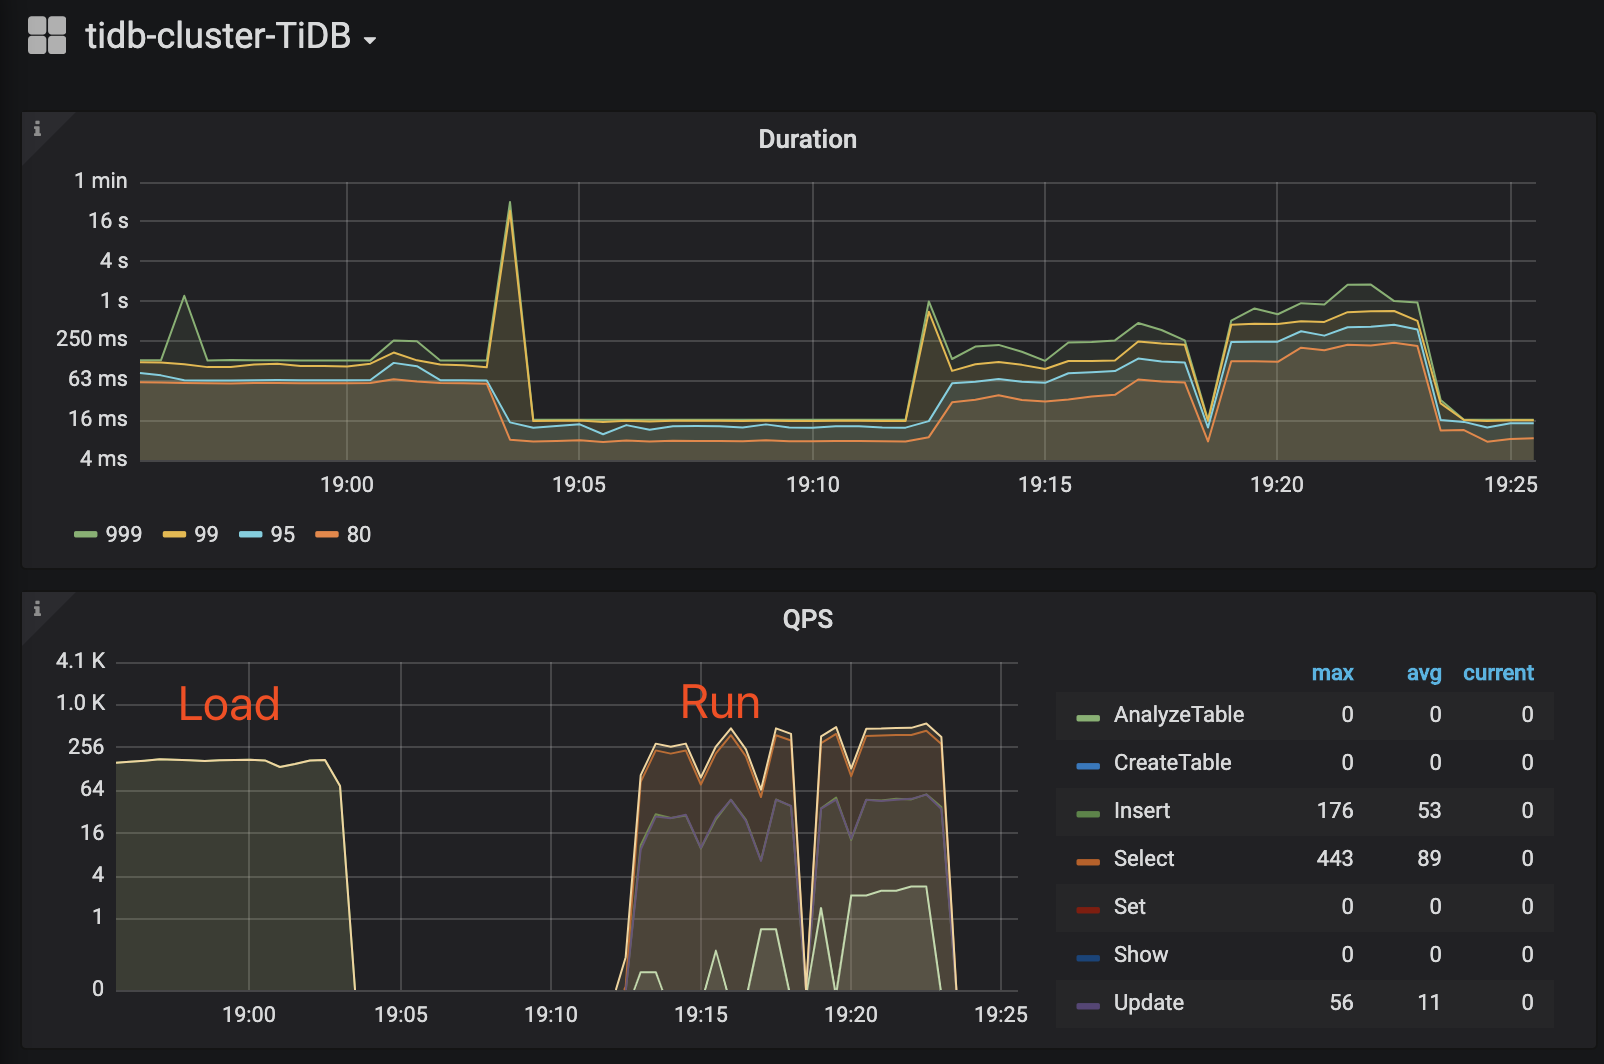 tidb-cluster-TiDB
i
Duration
1 min
16 s
4 s
1 s
250 ms
63 ms
16 ms
4 ms
19:00 19:05 19:10 19:15 19:20 19:25
999 99 95 80
i
QPS
4.1 K
1.0 K
256
64
16
4
1
0
Load
Run
19:00 19:05 19:10 19:15 19:20 19:25
max avg current
AnalyzeTable 0 0 0
CreateTable 0 0 0
Insert 176 53 0
Select 443 89 0
Set 0 0 0
Show 0 0 0
Update 56 11 0